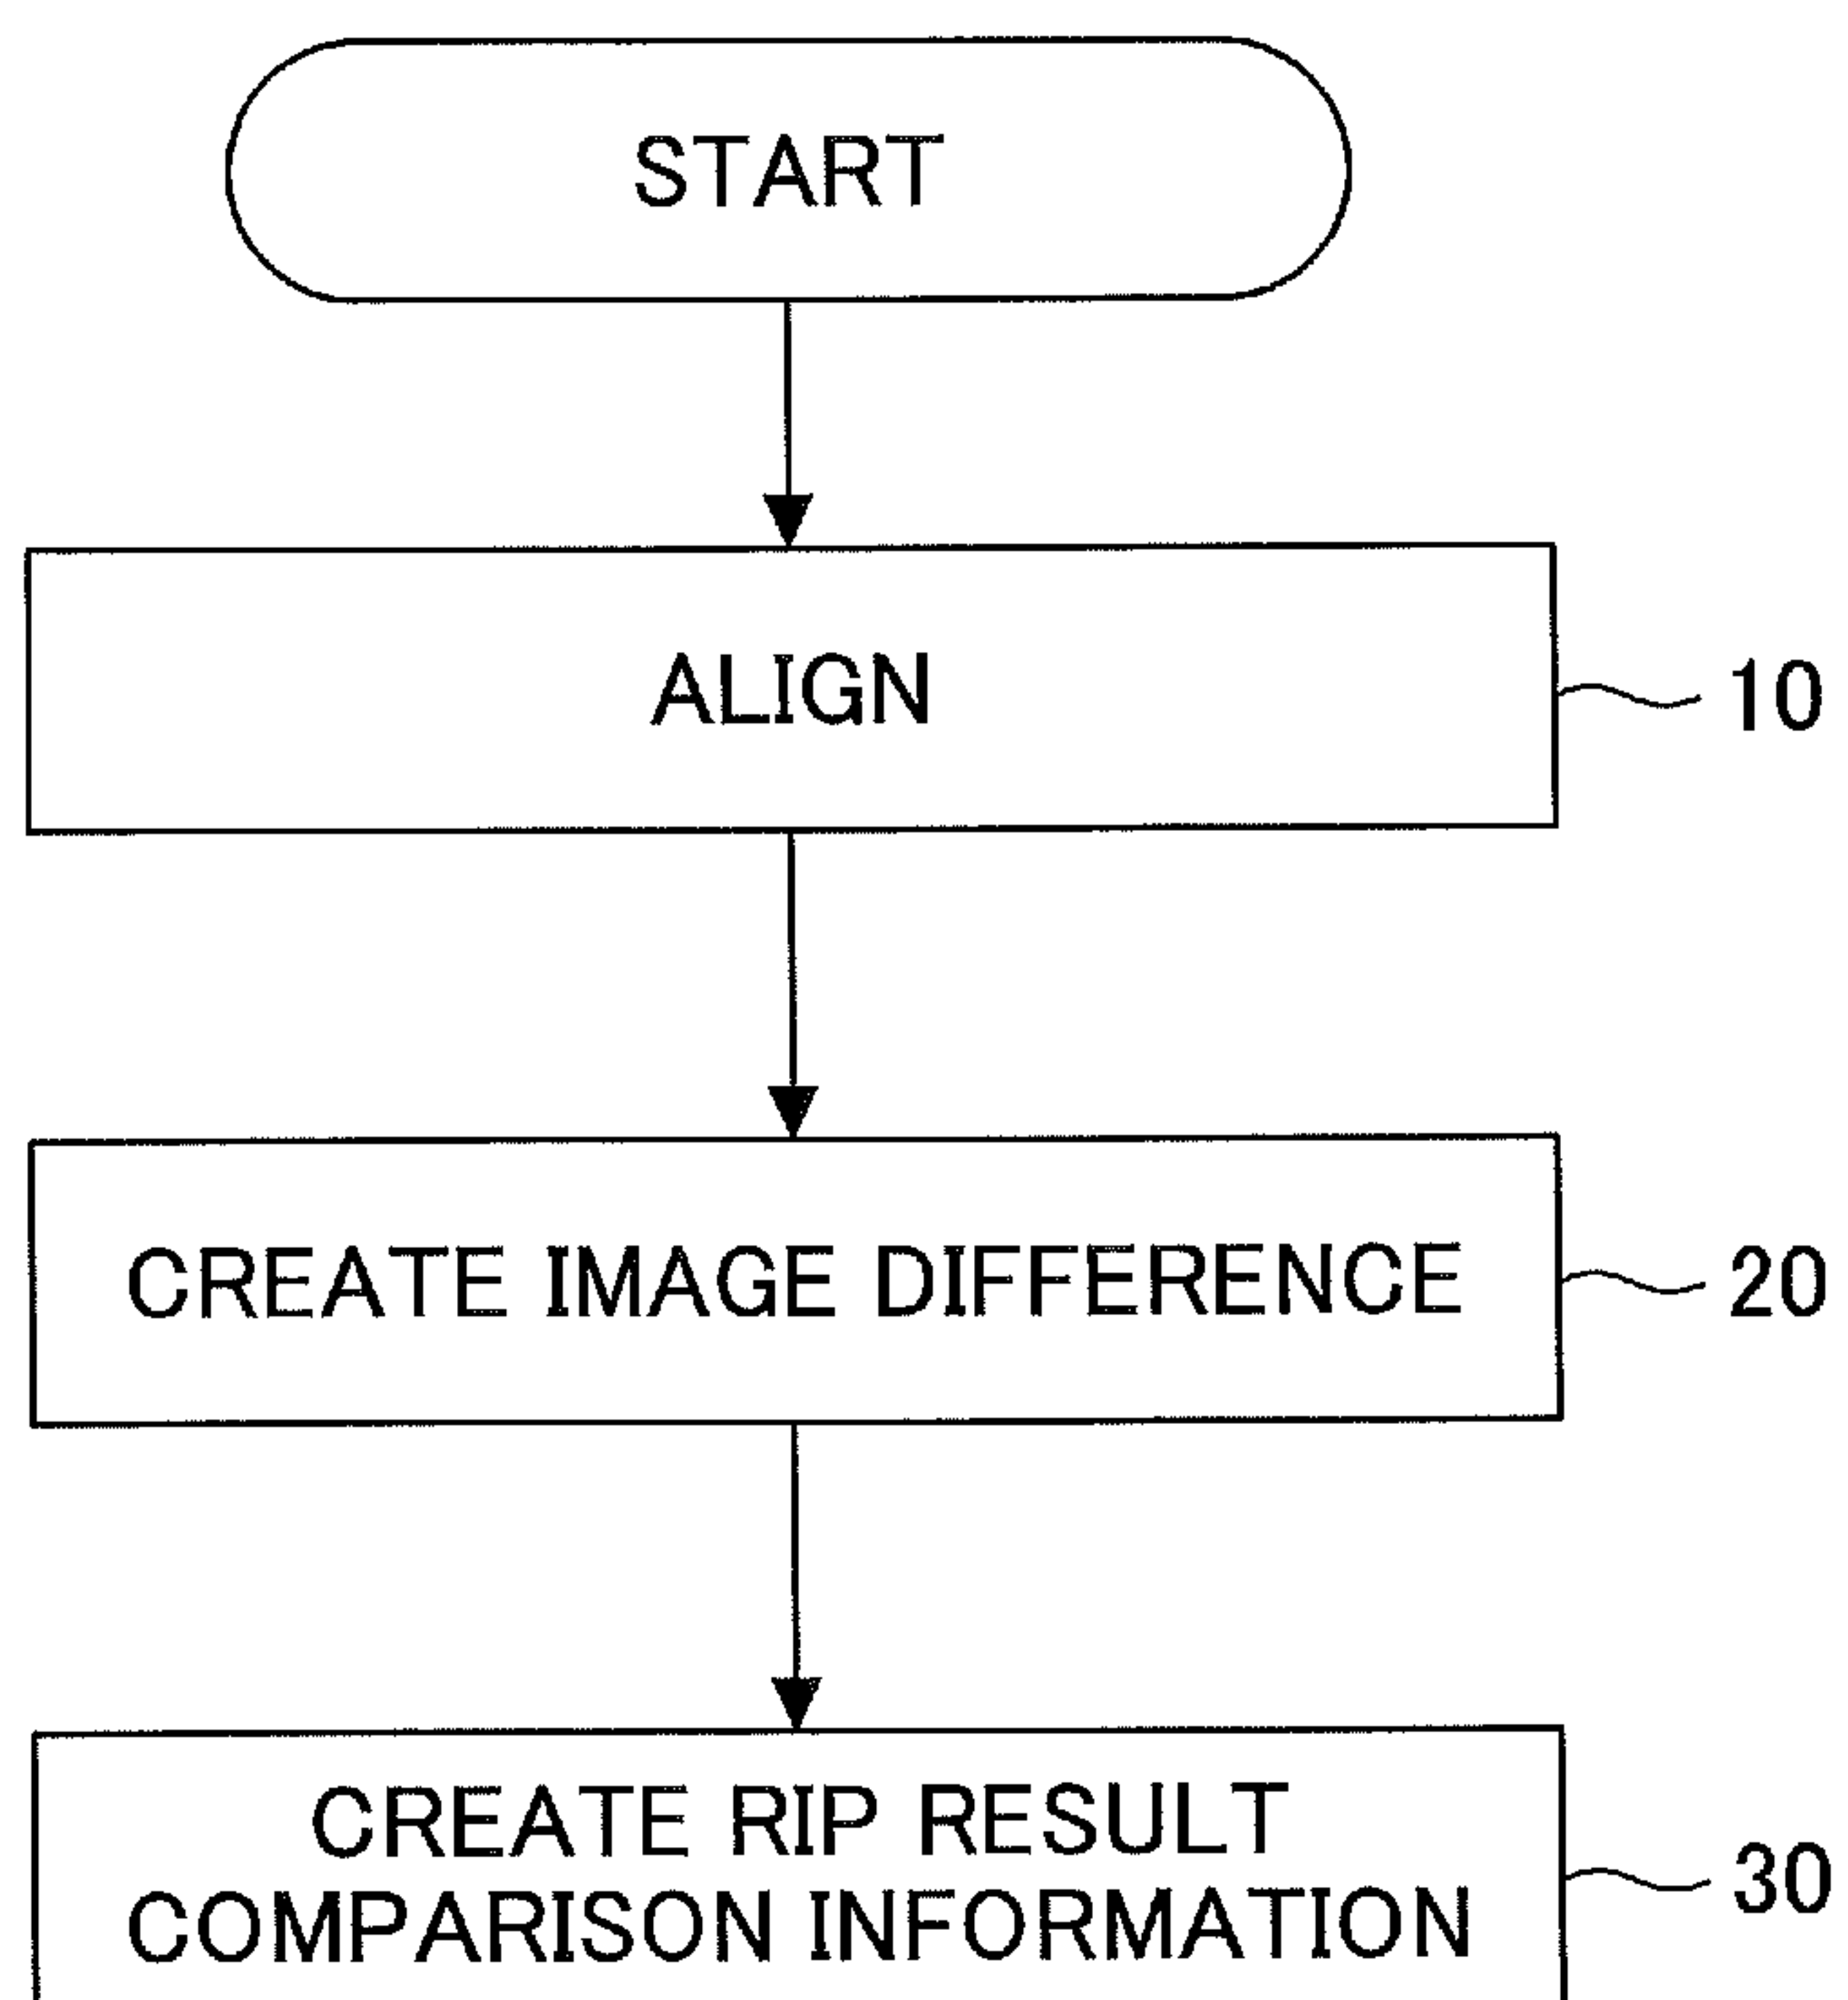 START
ALIGN
10
CREATE IMAGE DIFFERENCE
20
CREATE RIP RESULT
COMPARISON INFORMATION
30